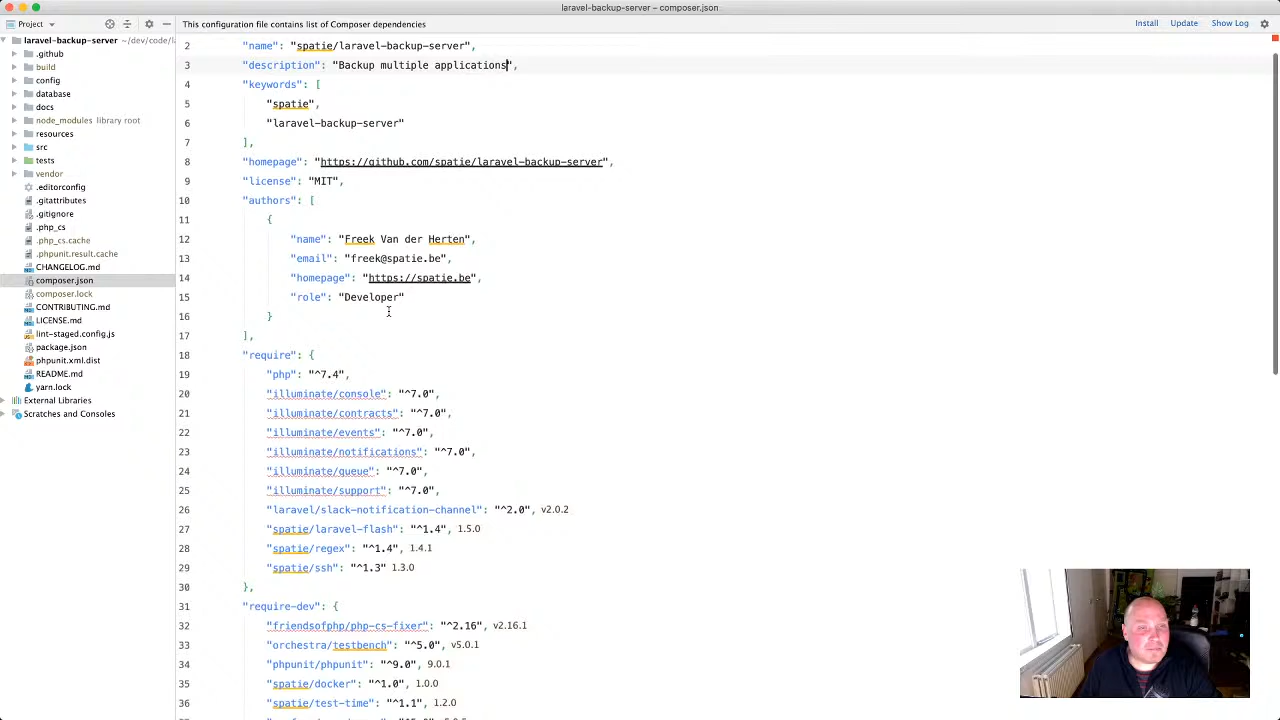 laravel-backup-server – composer.json
Project
This configuration file contains list of Composer dependencies
Install Update Show Log
laravel-backup-server ~/dev/code/l
.github
build
config
database
docs
node_modules library root
resources
src
tests
vendor
.editorconfig
.gitattributes
.gitignore
.php_cs
.php_cs.cache
.phpunit.result.cache
CHANGELOG.md
composer.json
composer.lock
CONTRIBUTING.md
LICENSE.md
lint-staged.config.js
package.json
phpunit.xml.dist
README.md
yarn.lock
External Libraries
Scratches and Consoles
2 "name": "spatie/laravel-backup-server",
3 "description": "Backup multiple applications",
4 "keywords": [
5 "spatie",
6 "laravel-backup-server"
7 ],
8 "homepage": "https://github.com/spatie/laravel-backup-server",
9 "license": "MIT",
10 "authors": [
11 {
12 "name": "Freek Van der Herten",
13 "email": "freek@spatie.be",
14 "homepage": "https://spatie.be",
15 "role": "Developer"
16 }
17 ],
18 "require": {
19 "php": "^7.4",
20 "illuminate/console": "^7.0",
21 "illuminate/contracts": "^7.0",
22 "illuminate/events": "^7.0",
23 "illuminate/notifications": "^7.0",
24 "illuminate/queue": "^7.0",
25 "illuminate/support": "^7.0",
26 "laravel/slack-notification-channel": "^2.0", v2.0.2
27 "spatie/laravel-flash": "^1.4", 1.5.0
28 "spatie/regex": "^1.4", 1.4.1
29 "spatie/ssh": "^1.3" 1.3.0
30 },
31 "require-dev": {
32 "friendsofphp/php-cs-fixer": "^2.16", v2.16.1
33 "orchestra/testbench": "^5.0", v5.0.1
34 "phpunit/phpunit": "^9.0", 9.0.1
35 "spatie/docker": "^1.0", 1.0.0
36 "spatie/test-time": "^1.1", 1.2.0